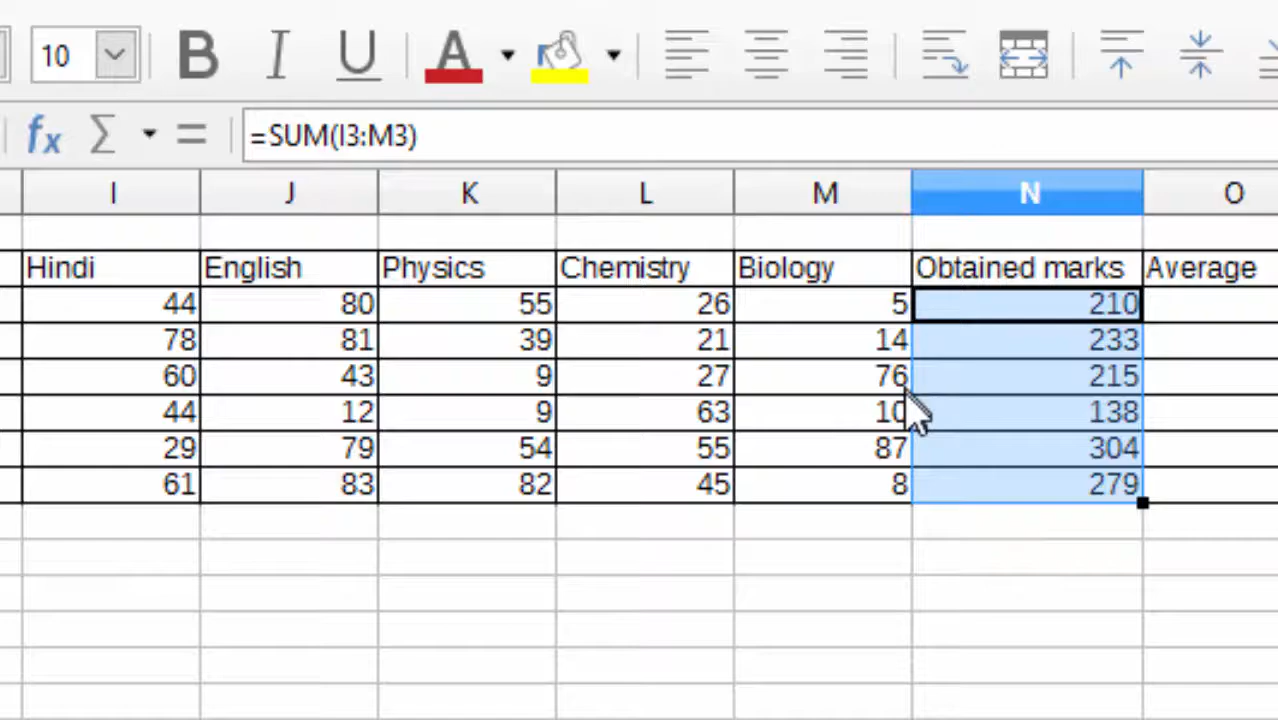 10 B I U A
fx Σ = =SUM(I3:M3)
I J K L M N O
Hindi English Physics Chemistry Biology Obtained marks Average
44 80 55 26 5 210
78 81 39 21 14 233
60 43 9 27 76 215
44 12 9 63 10 138
29 79 54 55 87 304
61 83 82 45 8 279